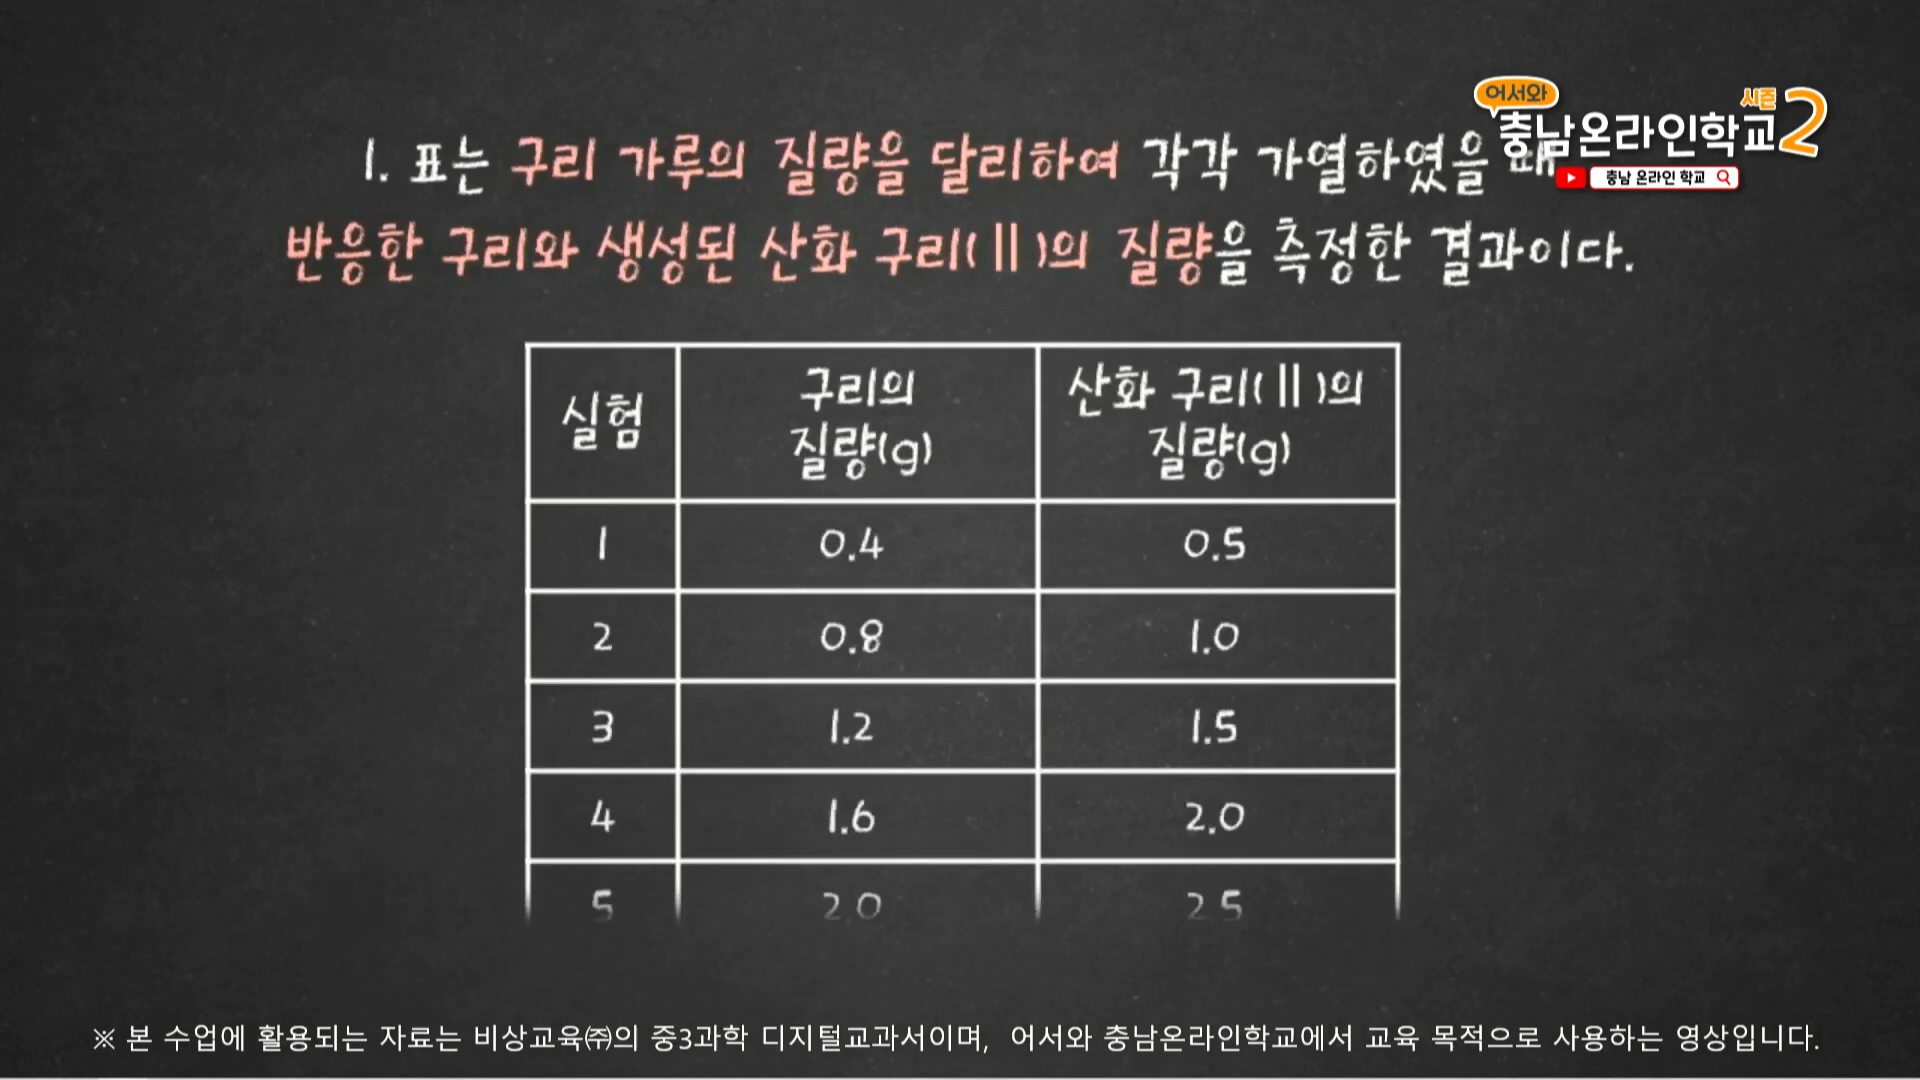 어서와
시즌2
충남온라인학교
충남 온라인 학교
1. 표는 구리 가루의 질량을 달리하여 각각 가열하였을
반응한 구리와 생성된 산화 구리(Ⅱ)의 질량을 측정한 결과이다.
실험 구리의 질량(g) 산화 구리(Ⅱ)의 질량(g)
1 0.4 0.5
2 0.8 1.0
3 1.2 1.5
4 1.6 2.0
5 2.0 2.5
※ 본 수업에 활용되는 자료는 비상교육㈜의 중3과학 디지털교과서이며, 어서와 충남온라인학교에서 교육 목적으로 사용하는 영상입니다.